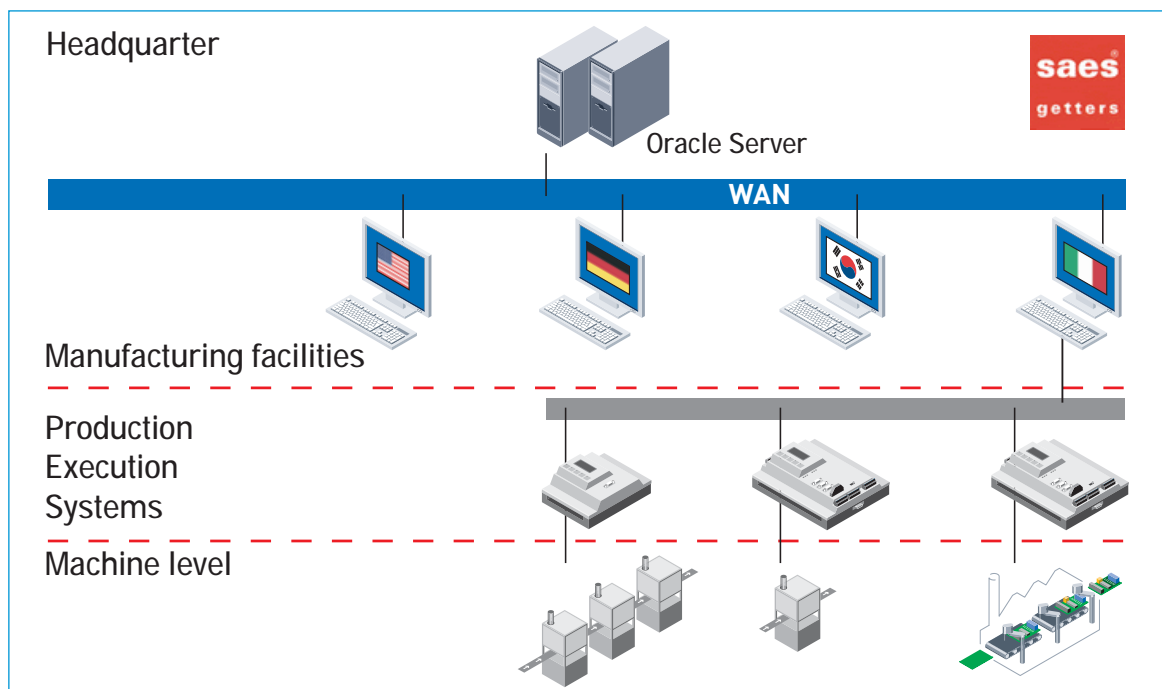 Headquarter
saes®
getters
Oracle Server
WAN
Manufacturing facilities
Production
Execution
Systems
Machine level